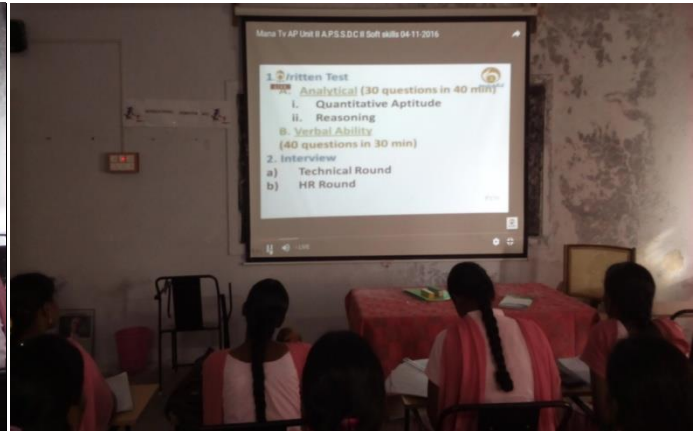 Mana Tv AP Unit II A.P.S.S.D.C II Soft skills 04-11-2016
1. Written Test
A. Analytical (30 questions in 40 min)
i. Quantitative Aptitude
ii. Reasoning
B. Verbal Ability
(40 questions in 30 min)
2. Interview
a) Technical Round
b) HR Round
LIVE